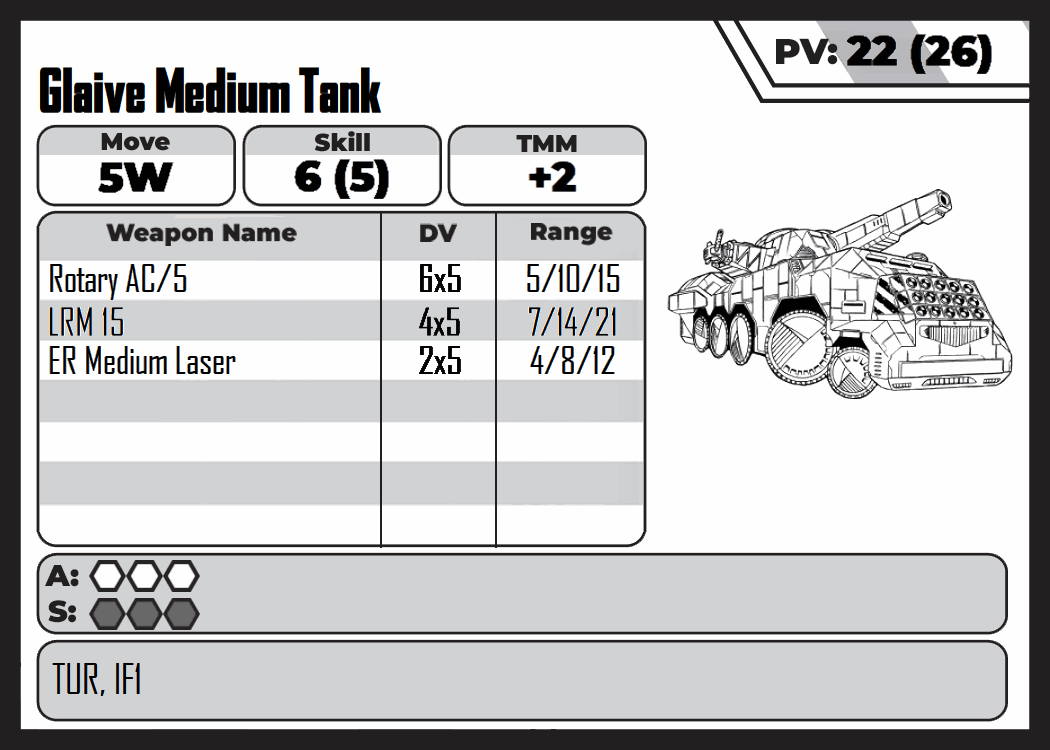 PV: 22 (26)
Glaive Medium Tank
Move Skill TMM
5W 6 (5) +2
Weapon Name DV Range
Rotary AC/5 6x5 5/10/15
LRM 15 4x5 7/14/21
ER Medium Laser 2x5 4/8/12
A:
S:
TUR, IF1